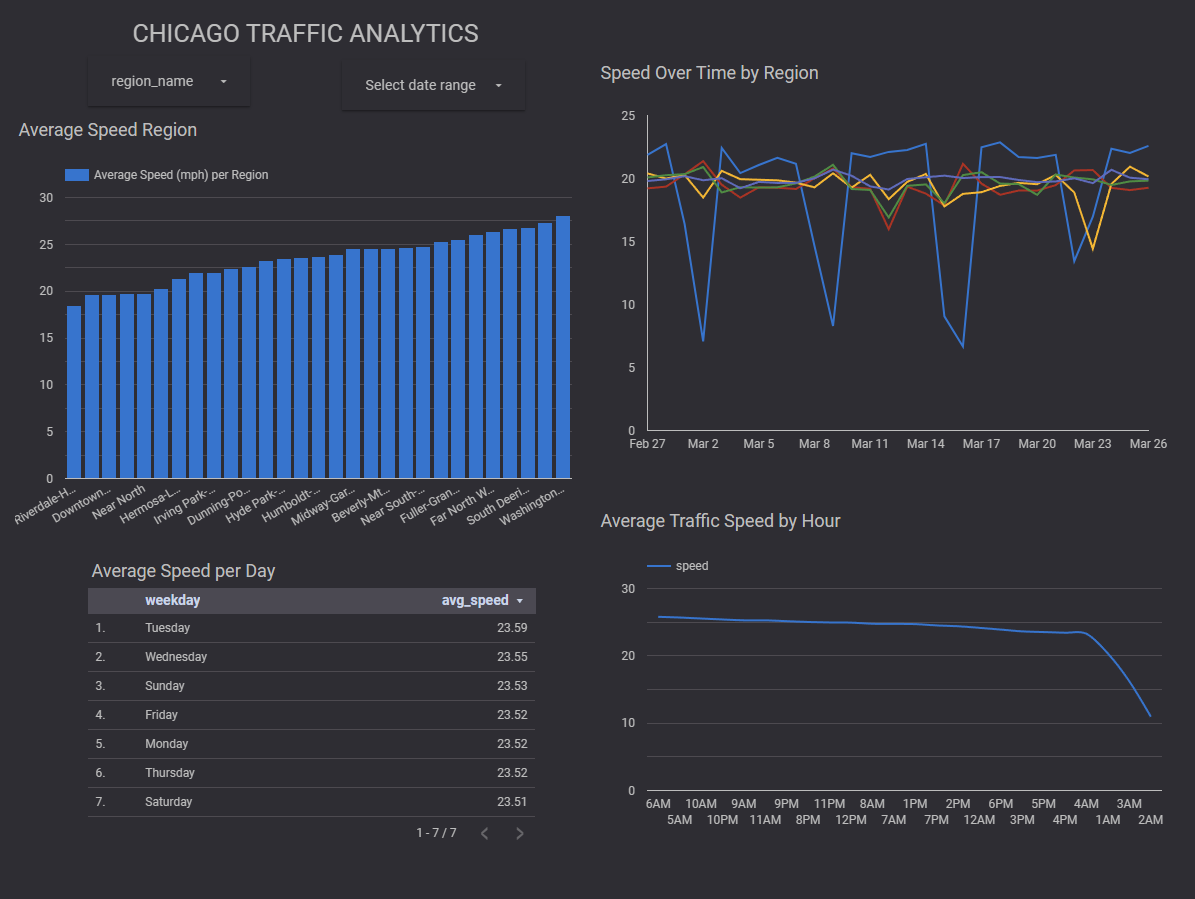 CHICAGO TRAFFIC ANALYTICS
region_name
Select date range
Average Speed Region
Average Speed (mph) per Region
30
25
20
15
10
5
0
Riverdale-H...
Downtown...
Near North
Hermosa-L...
Irving Park-...
Dunning-Po...
Hyde Park-...
Humboldt-...
Midway-Gar...
Beverly-Mt...
Near South-...
Fuller-Gran...
Far North W...
South Deeri...
Washington...
Average Speed per Day
weekday avg_speed
1. Tuesday 23.59
2. Wednesday 23.55
3. Sunday 23.53
4. Friday 23.52
5. Monday 23.52
6. Thursday 23.52
7. Saturday 23.51
1 - 7 / 7
Speed Over Time by Region
25
20
15
10
5
0
Feb 27 Mar 2 Mar 5 Mar 8 Mar 11 Mar 14 Mar 17 Mar 20 Mar 23 Mar 26
Average Traffic Speed by Hour
speed
30
20
10
0
6AM 10AM 9AM 9PM 11PM 8AM 1PM 2PM 6PM 5PM 4AM 3AM
5AM 10PM 11AM 8PM 12PM 7AM 7PM 12AM 3PM 4PM 1AM 2AM